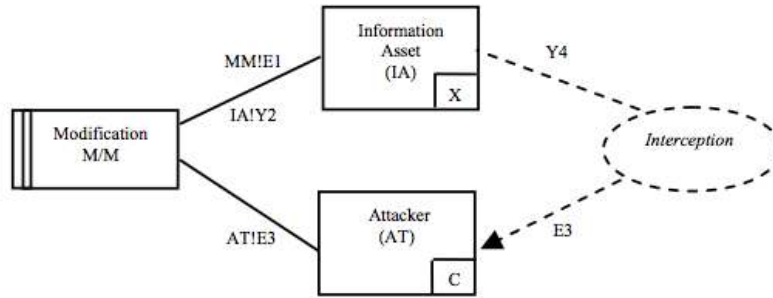 Information
Asset
(IA)
X
Y4
MM!E1
IA!Y2
Modification
M/M
Interception
Attacker
(AT)
C
AT!E3
E3